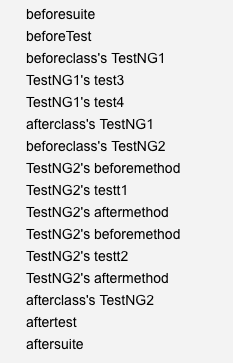 beforesuite
beforeTest
beforeclass's TestNG1
TestNG1's test3
TestNG1's test4
afterclass's TestNG1
beforeclass's TestNG2
TestNG2's beforemethod
TestNG2's testt1
TestNG2's aftermethod
TestNG2's beforemethod
TestNG2's testt2
TestNG2's aftermethod
afterclass's TestNG2
aftertest
aftersuite